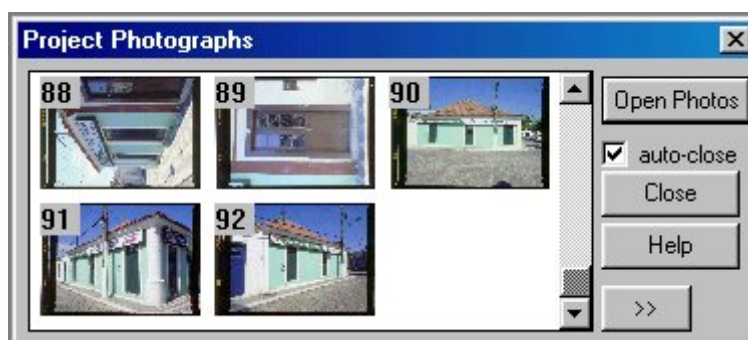 Project Photographs
88 89 90
Open Photos
auto-close
Close
91 92
Help
>>